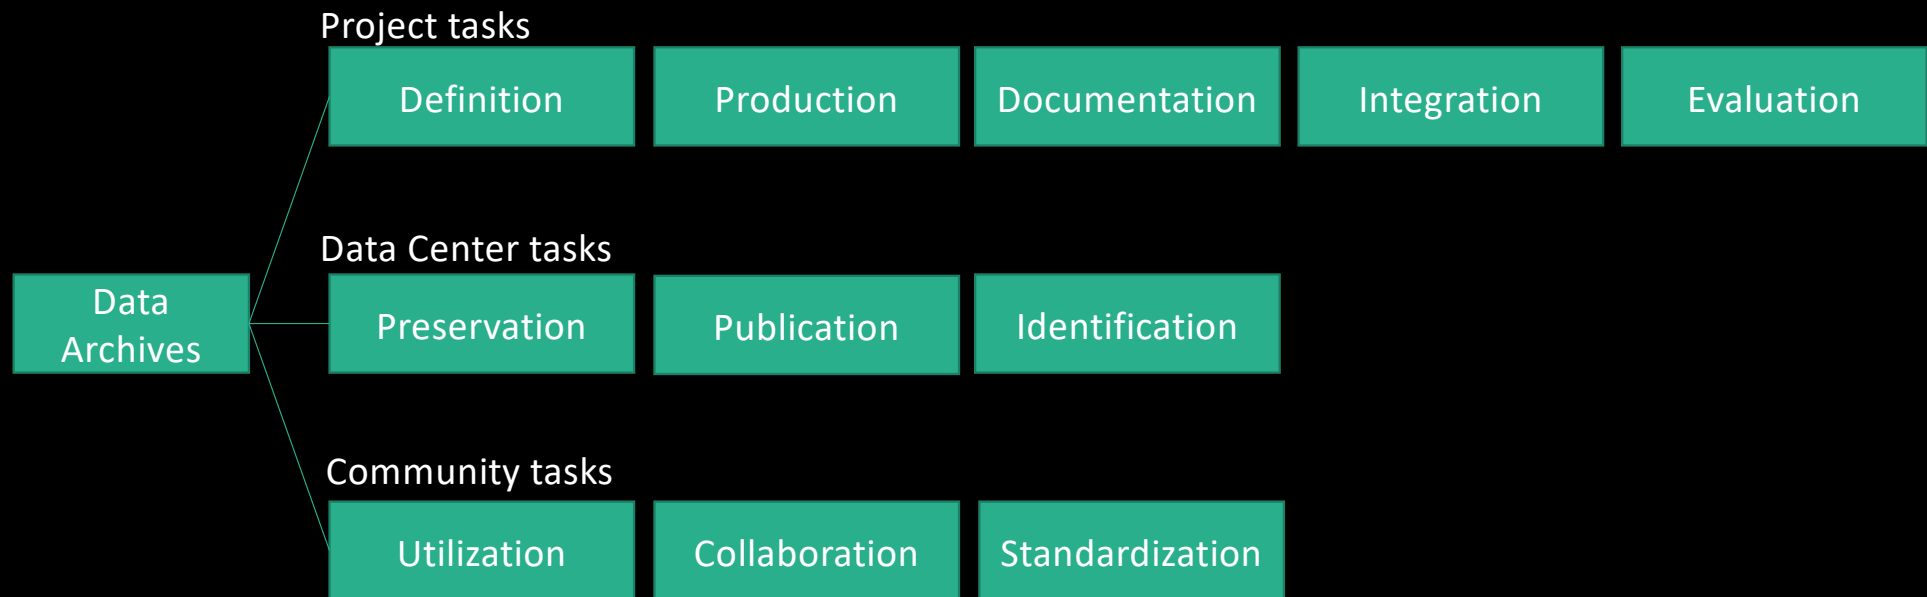 Project tasks
Definition
Production
Documentation
Integration
Evaluation
Data Center tasks
Data
Archives
Preservation
Publication
Identification
Community tasks
Utilization
Collaboration
Standardization